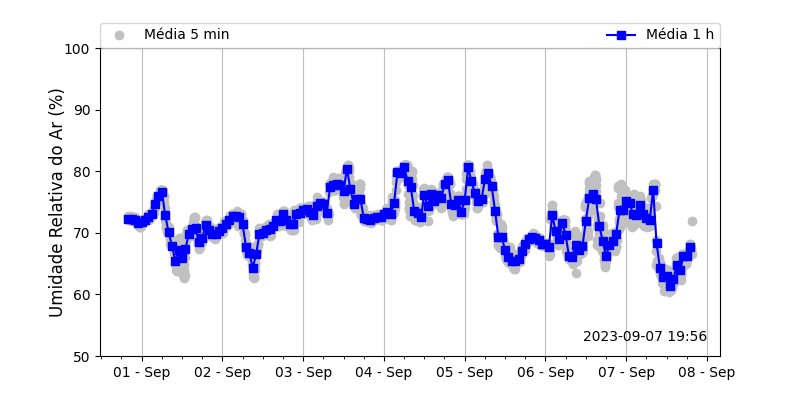 Média 5 min
Média 1 h
100
90
80
70
60
50
Umidade Relativa do Ar (%)
2023-09-07 19:56
01 - Sep
02 - Sep
03 - Sep
04 - Sep
05 - Sep
06 - Sep
07 - Sep
08 - Sep